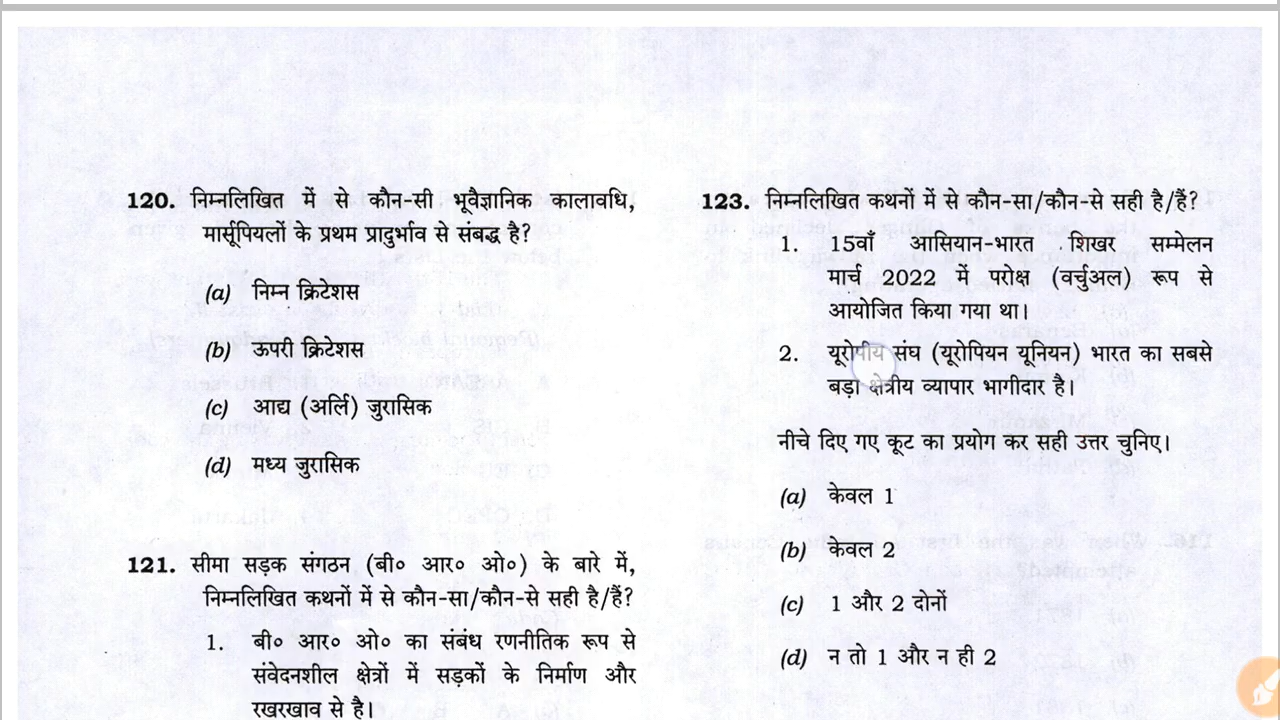 120. निम्नलिखित में से कौन-सी भूवैज्ञानिक कालावधि,
मार्सूपियलों के प्रथम प्रादुर्भाव से संबद्ध है?
(a) निम्न क्रिटेशस
(b) ऊपरी क्रिटेशस
(c) आद्य (अर्लि) जुरासिक
(d) मध्य जुरासिक
121. सीमा सड़क संगठन (बी० आर० ओ०) के बारे में,
निम्नलिखित कथनों में से कौन-सा/कौन-से सही है/हैं?
1. बी० आर० ओ० का संबंध रणनीतिक रूप से
संवेदनशील क्षेत्रों में सड़कों के निर्माण और
रखरखाव से है।
123. निम्नलिखित कथनों में से कौन-सा/कौन-से सही है/हैं?
1. 15वाँ आसियान-भारत शिखर सम्मेलन
मार्च 2022 में परोक्ष (वर्चुअल) रूप से
आयोजित किया गया था।
2. यूरोपीय संघ (यूरोपियन यूनियन) भारत का सबसे
बड़ा क्षेत्रीय व्यापार भागीदार है।
नीचे दिए गए कूट का प्रयोग कर सही उत्तर चुनिए।
(a) केवल 1
(b) केवल 2
(c) 1 और 2 दोनों
(d) न तो 1 और न ही 2